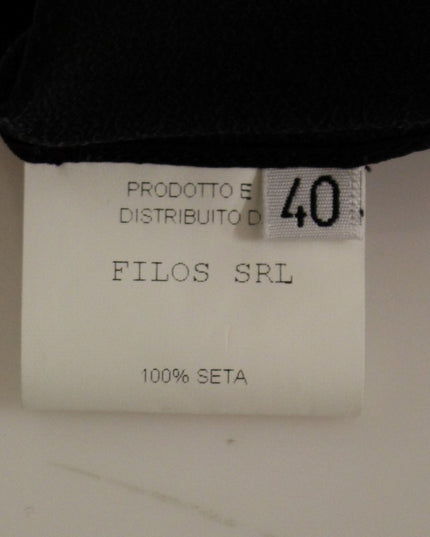 PRODOTTO E
DISTRIBUITO D
40
FILOS SRL
100% SETA